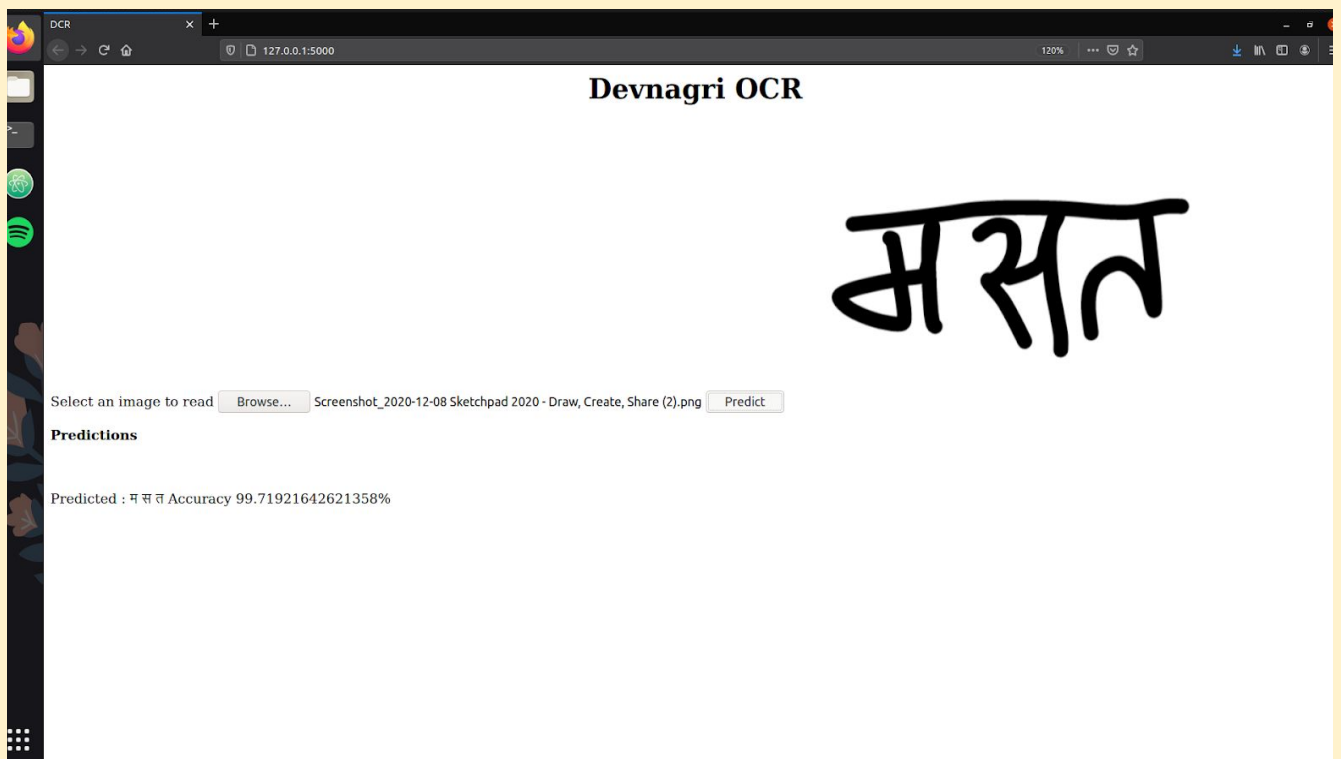 DCR
127.0.0.1:5000
120%
Devnagri OCR
मसत
Select an image to read Browse... Screenshot_2020-12-08 Sketchpad 2020 - Draw, Create, Share (2).png Predict
Predictions
Predicted : म स त Accuracy 99.71921642621358%